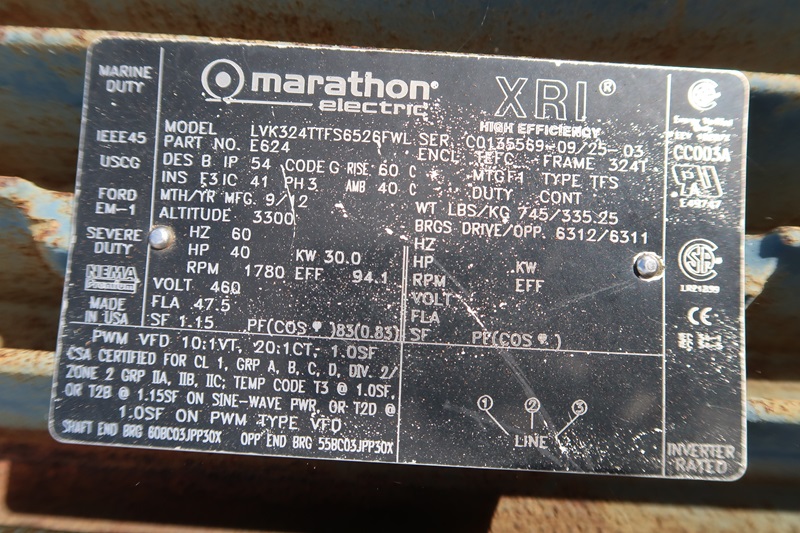 MARINE
DUTY
IEEE45
USCG
FORD
EM-1
SEVERE
DUTY
NEMA
Premium
MADE
IN USA
marathon®
electric
XRI®
HIGH EFFICIENCY
MODEL LVK324TTFS6526FWL SER C0135569-09/25-03
PART NO. E624 ENCL TEFC FRAME 324T
DES B IP 54 CODE G RISE 60 C MTGF1 TYPE TFS
INS F3 IC 41 PH 3 AMB 40 C DUTY CONT
MTH/YR MFG. 9/12 WT LBS/KG 745/335.25
ALTITUDE 3300 BRGS DRIVE/OPP. 6312/6311
HZ 60
HP 40 KW 30.0
RPM 1780 EFF 94.1
VOLT 460
FLA 47.5
SF 1.15 PF(COS φ)83(0.83)
HZ
HP KW
RPM EFF
VOLT
FLA
SF PF(COS φ)
PWM VFD 10:1VT, 20:1CT, 1.0SF
CSA CERTIFIED FOR CL 1, GRP A, B, C, D, DIV. 2/
ZONE 2 GRP IIA, IIB, IIC; TEMP CODE T3 @ 1.0SF,
OR T2B @ 1.15SF ON SINE-WAVE PWR, OR T2D @
1.0SF ON PWM TYPE VFD
SHAFT END BRG 60BC03JPP30X OPP END BRG 55BC03JPP30X
1 2 3
LINE
Energy Verified
CC003A
E49747
LR21839
CE
INVERTER
RATED